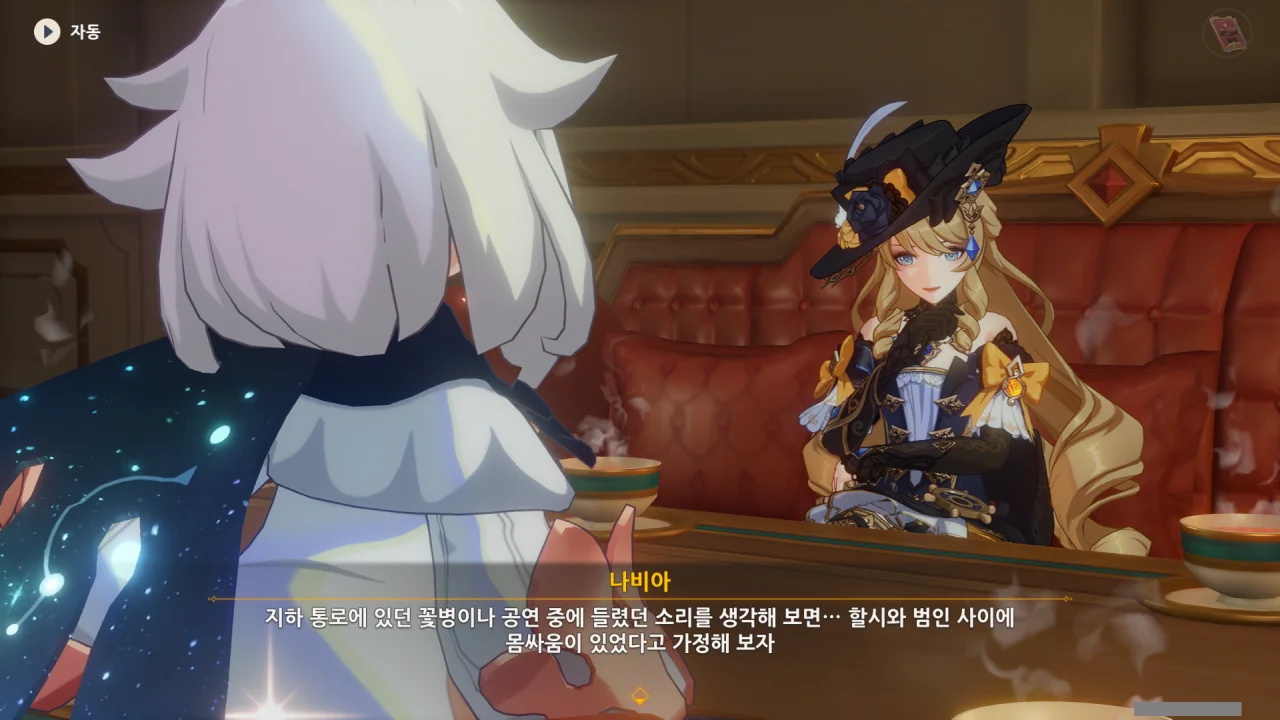 자동
나비아
지하 통로에 있던 꽃병이나 공연 중에 들렸던 소리를 생각해 보면… 할시와 범인 사이에
몸싸움이 있었다고 가정해 보자